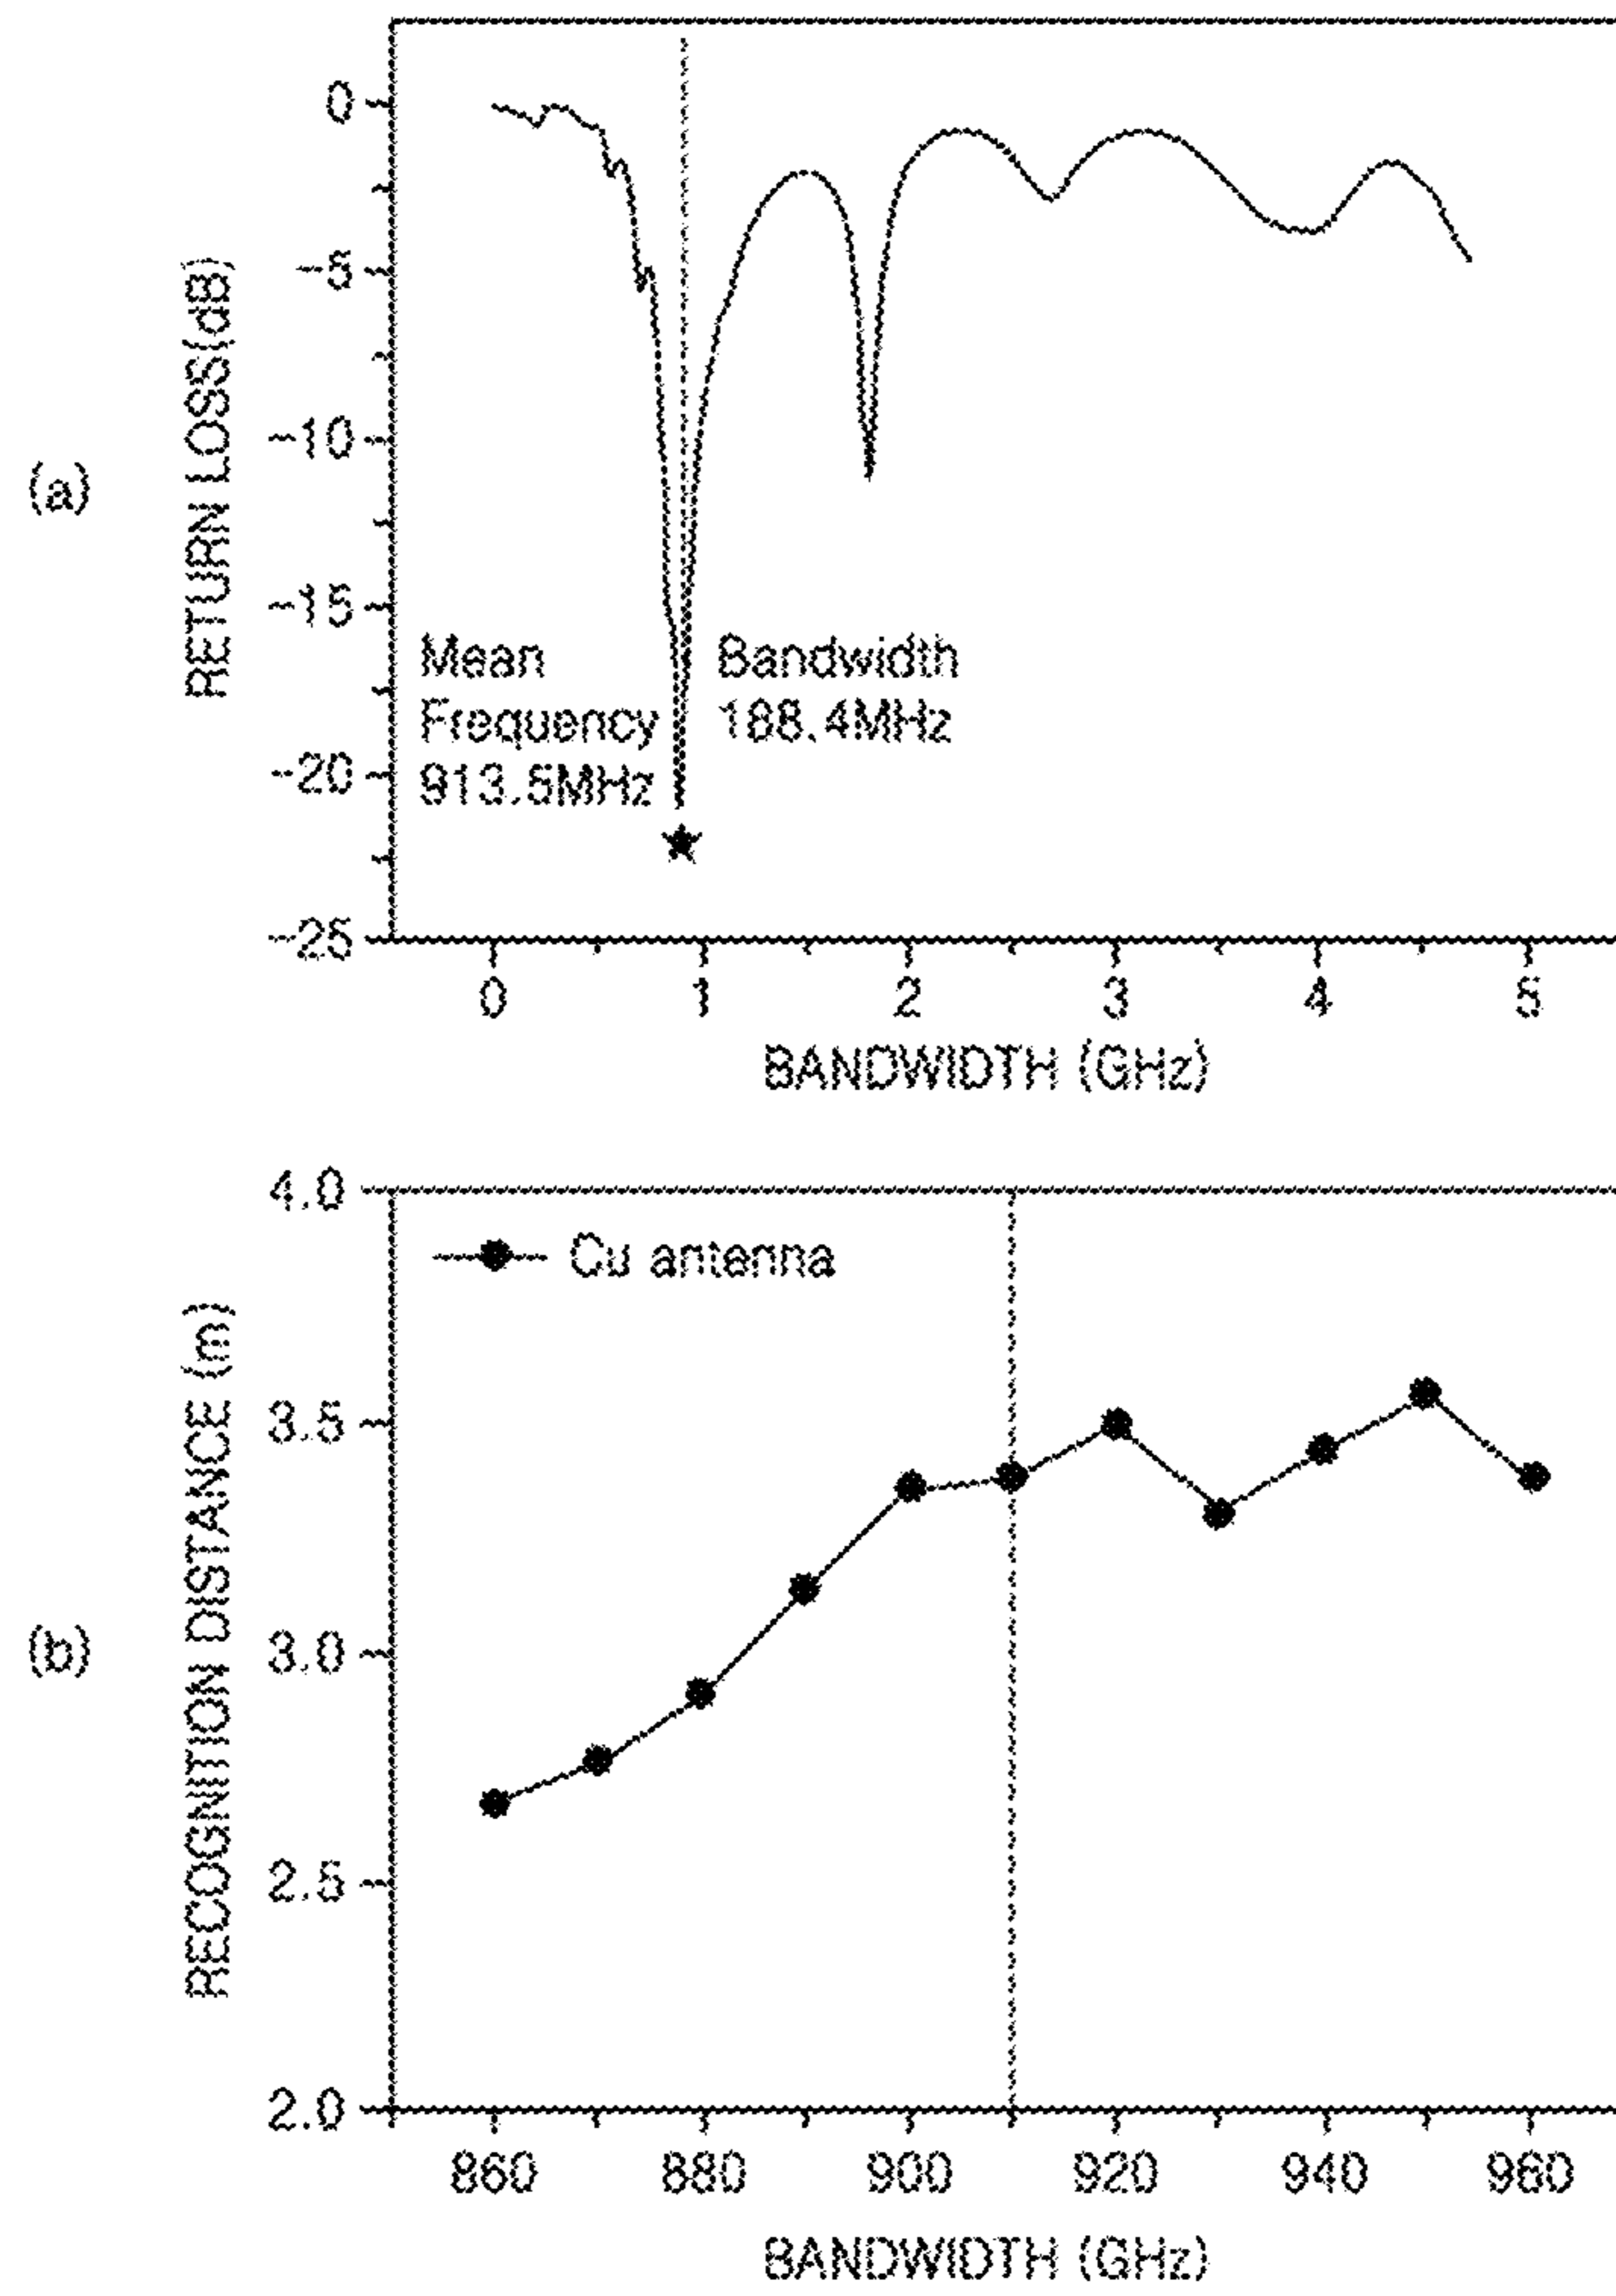 (a)
RETURN LOSS(dB)
0
-5
-10
-15
-20
-25
Mean
Frequency
913.5MHz
Bandwidth
188.4MHz
0 1 2 3 4 5
BANDWIDTH (GHz)
(b)
RECOGNITION DISTANCE (m)
4.0
3.5
3.0
2.5
2.0
Cu antenna
860 880 900 920 940 960
BANDWIDTH (GHz)